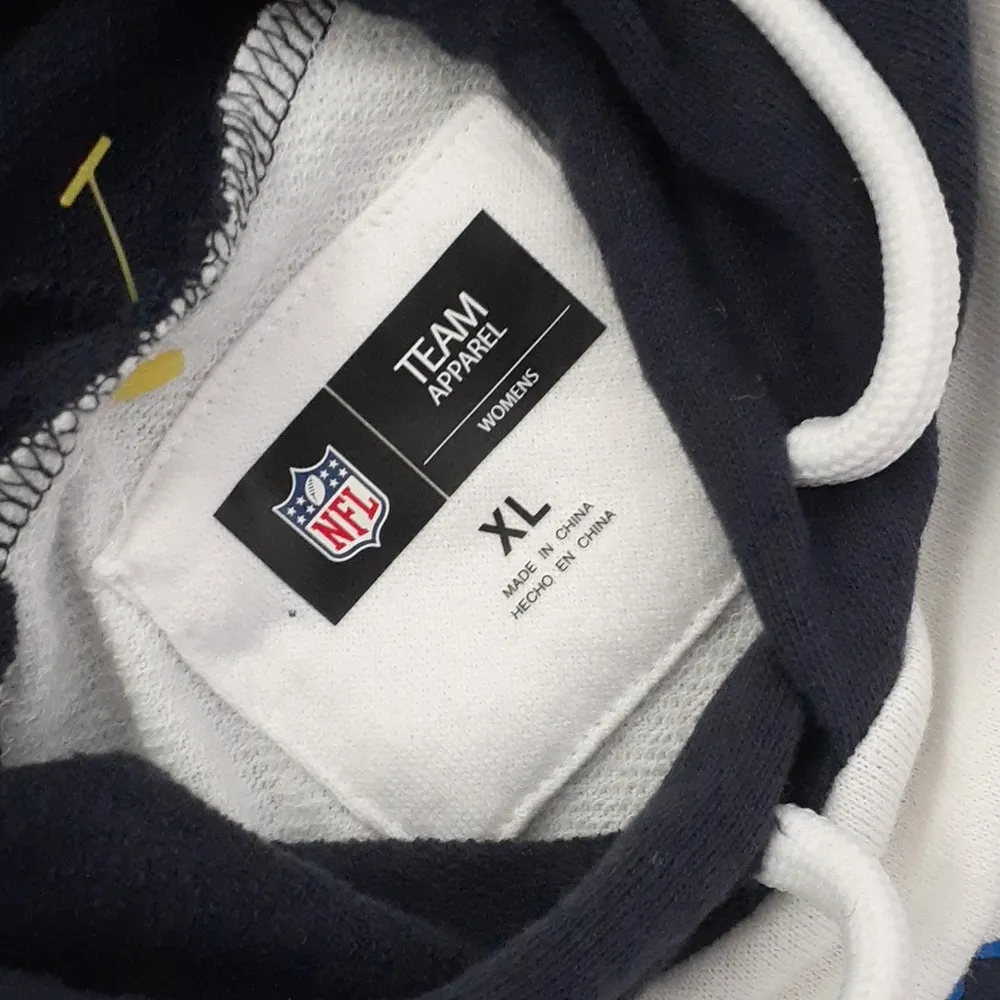 TEAM
APPAREL
WOMENS
NFL
XL
MADE IN CHINA
HECHO EN CHINA